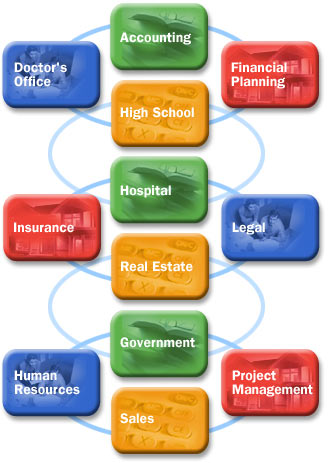 Accounting
Doctor's
Office
Financial
Planning
High School
Hospital
Insurance
Legal
Real Estate
Government
Human
Resources
Project
Management
Sales